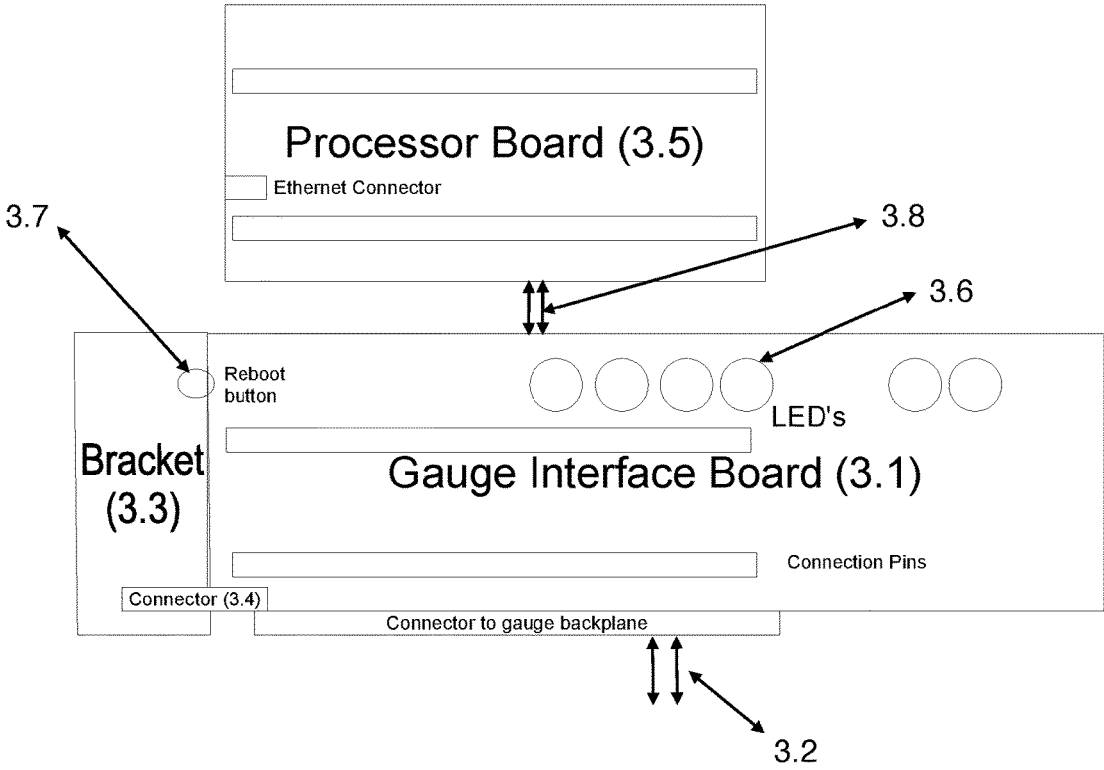 Processor Board (3.5)
Ethernet Connector
3.7
3.8
3.6
Reboot
button
LED's
Bracket
(3.3)
Gauge Interface Board (3.1)
Connection Pins
Connector (3.4)
Connector to gauge backplane
3.2